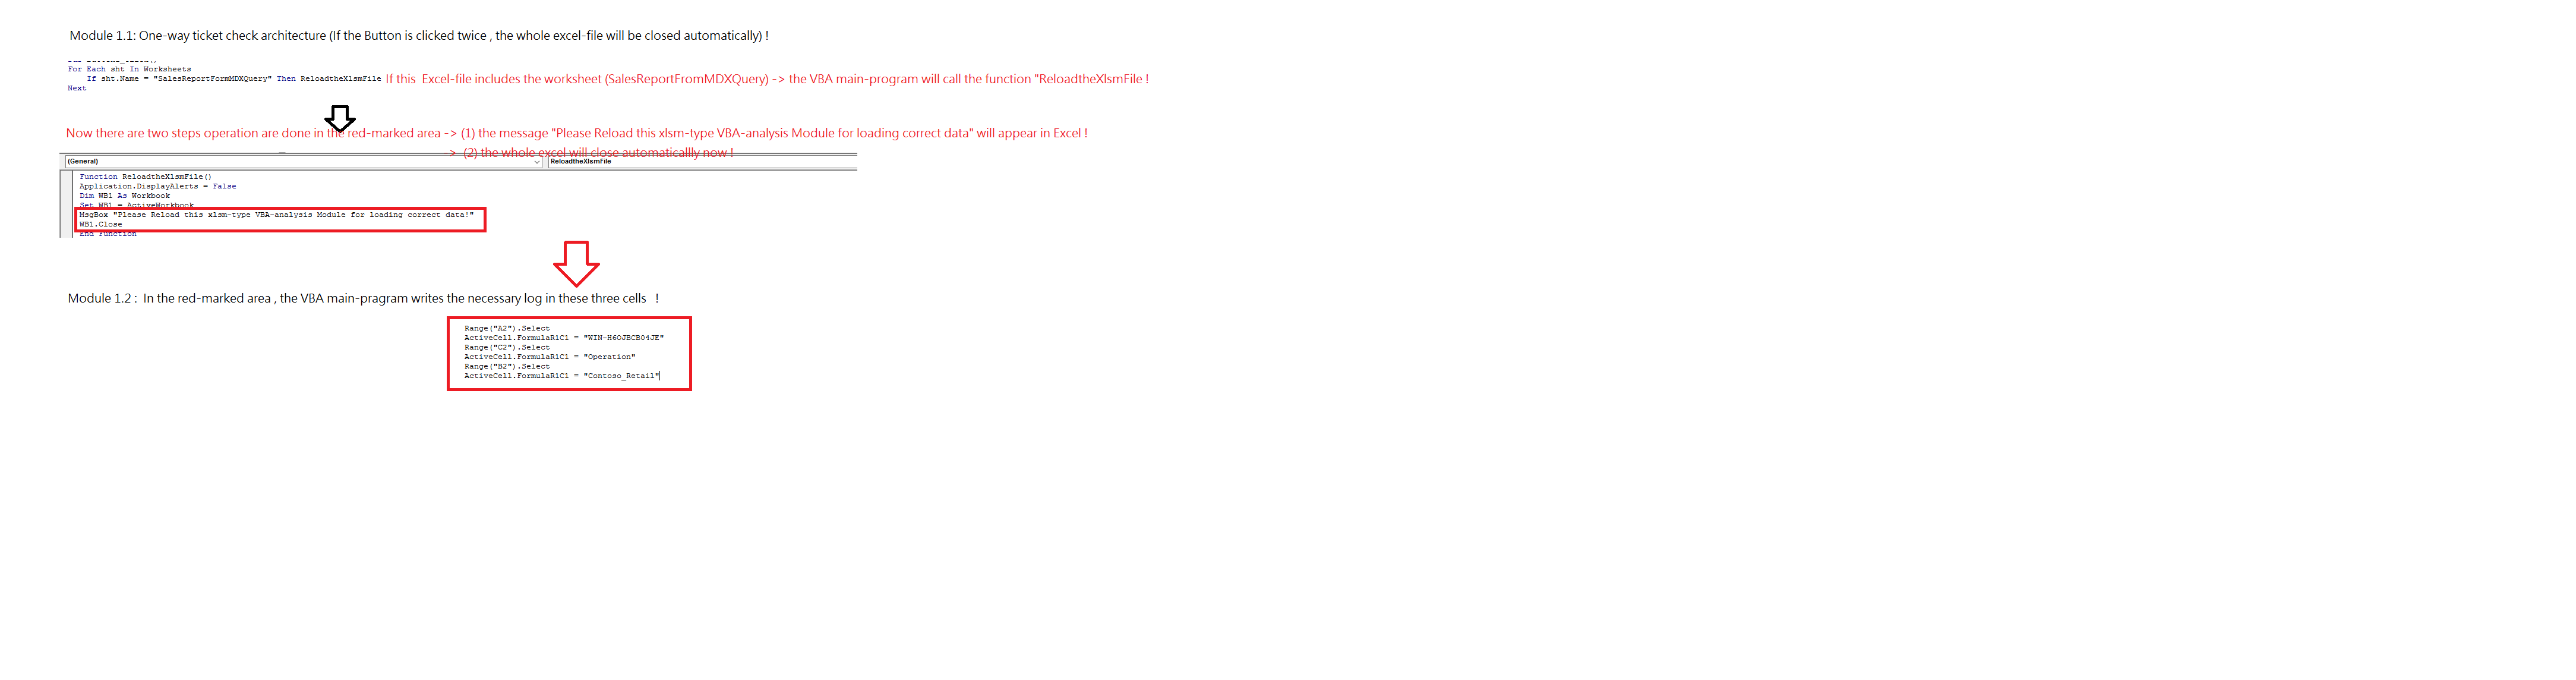 Module 1.1: One-way ticket check architecture (If the Button is clicked twice , the whole excel-file will be closed automatically) !
For Each sht In Worksheets
If sht.Name = "SalesReportFormMDXQuery" Then ReloadtheXlsmFile If this Excel-file includes the worksheet (SalesReportFromMDXQuery) -> the VBA main-program will call the function "ReloadtheXlsmFile !
Next
Now there are two steps operation are done in the red-marked area -> (1) the message "Please Reload this xlsm-type VBA-analysis Module for loading correct data" will appear in Excel !
-> (2) the whole excel will close automaticallly now !
(General) ReloadtheXlsmFile
Function ReloadtheXlsmFile()
Application.DisplayAlerts = False
Dim WB1 As Workbook
Set WB1 = ActiveWorkbook
MsgBox "Please Reload this xlsm-type VBA-analysis Module for loading correct data!"
WB1.Close
End Function
Module 1.2 : In the red-marked area , the VBA main-pragram writes the necessary log in these three cells !
Range("A2").Select
ActiveCell.FormulaR1C1 = "WIN-H6OJBCB04JE"
Range("C2").Select
ActiveCell.FormulaR1C1 = "Operation"
Range("B2").Select
ActiveCell.FormulaR1C1 = "Contoso_Retail"